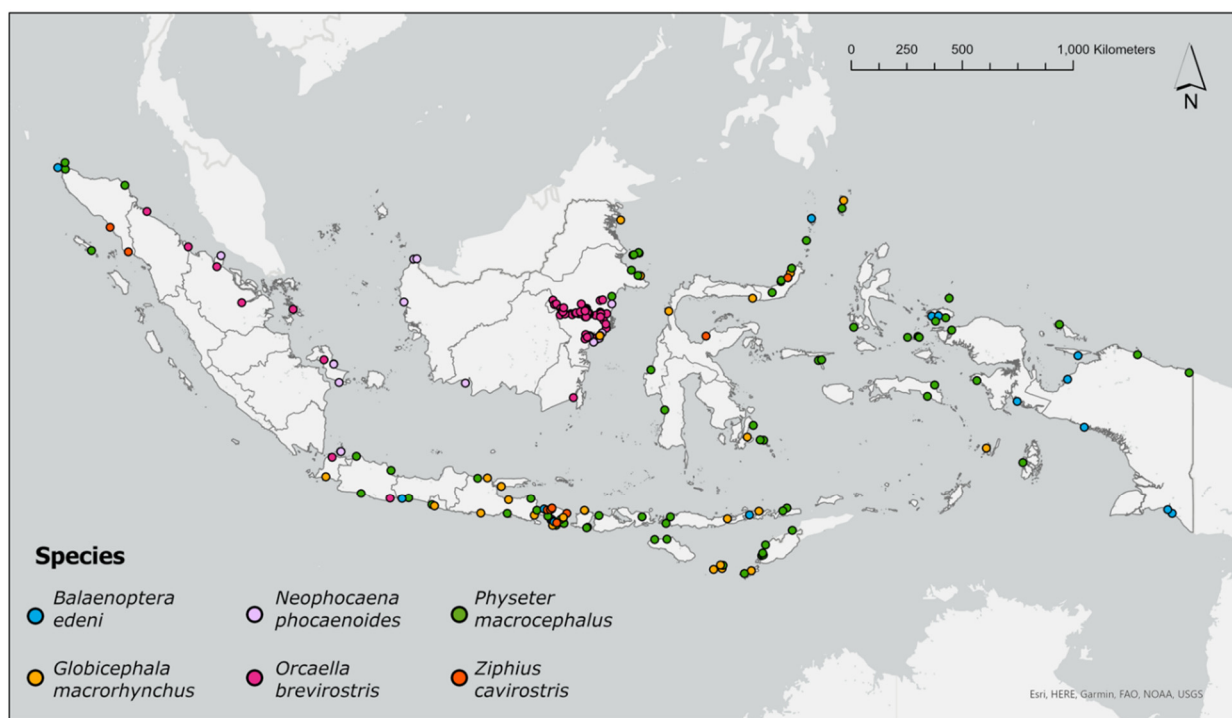 0 250 500 1,000 Kilometers
N
Species
Balaenoptera
edeni
Neophocaena
phocaenoides
Physeter
macrocephalus
Globicephala
macrorhynchus
Orcaella
brevirostris
Ziphius
cavirostris
Esri, HERE, Garmin, FAO, NOAA, USGS